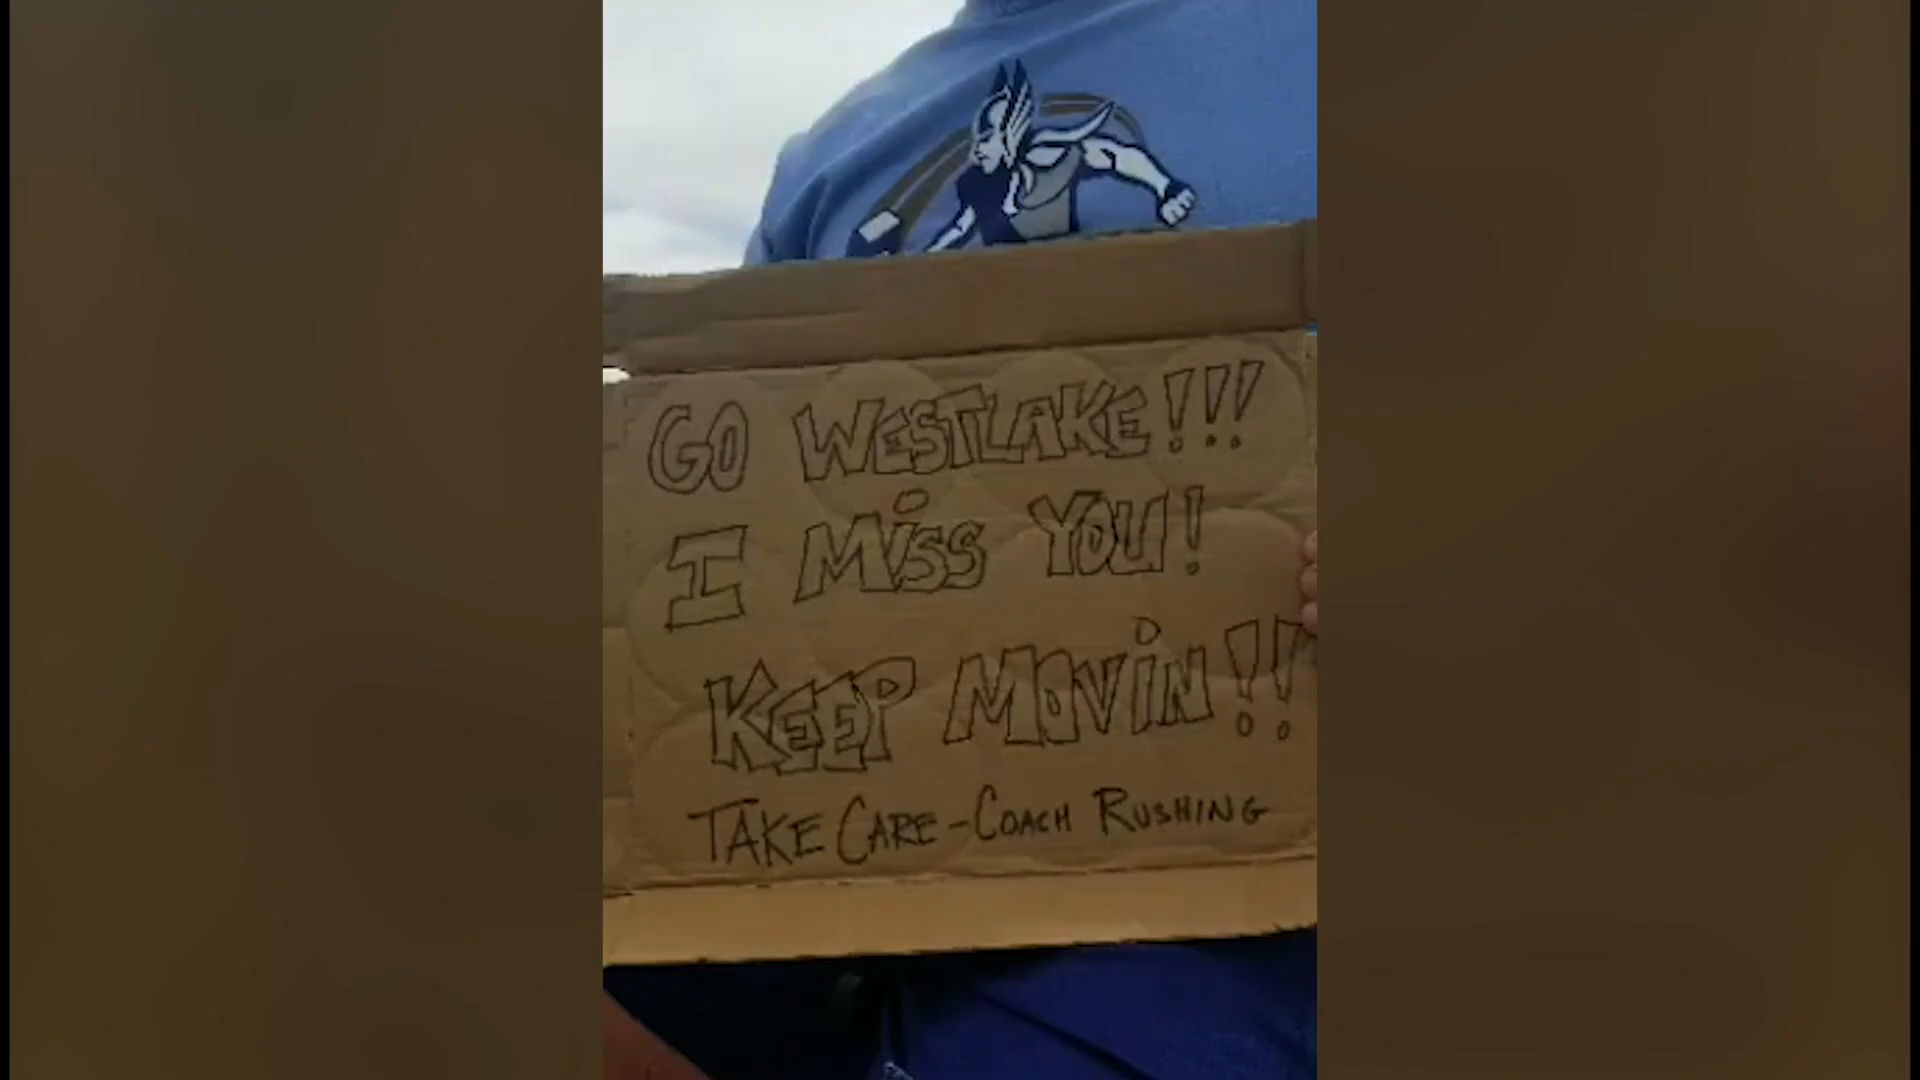 GO WESTLAKE!!!
I MiSS YOU!
KEEP MOViN!!
TAKE CARE-COACH RUSHING